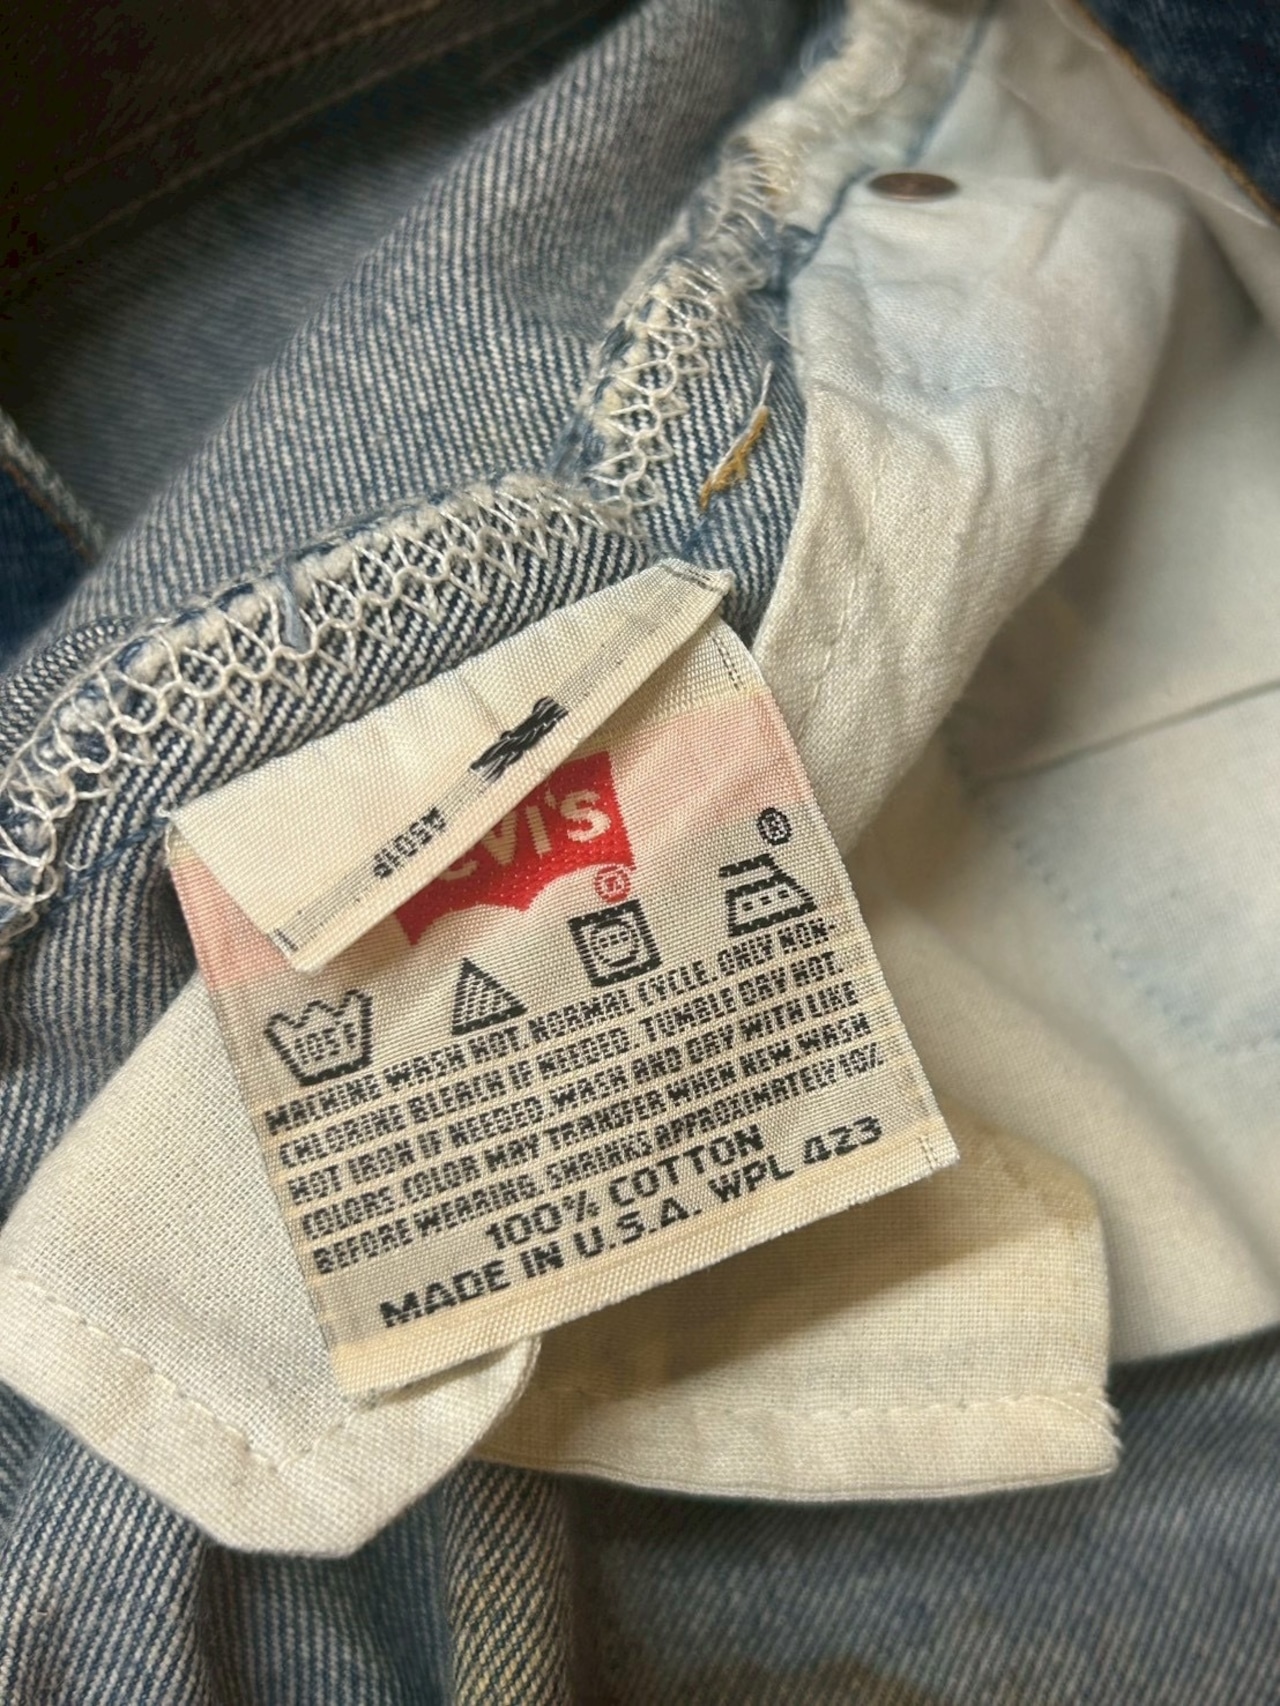 evi's
®
®
105F
MACHINE WASH HOT. NORMAL CYCLE. ONLY NON-
CHLORINE BLEACH IF NEEDED. TUMBLE DRY HOT.
HOT IRON IF NEEDED. WASH AND DRY WITH LIKE
COLORS. COLOR MAY TRANSFER WHEN NEW. WASH
BEFORE WEARING. SHRINKS APPROXIMATELY 10%
100% COTTON
MADE IN U.S.A. WPL 423